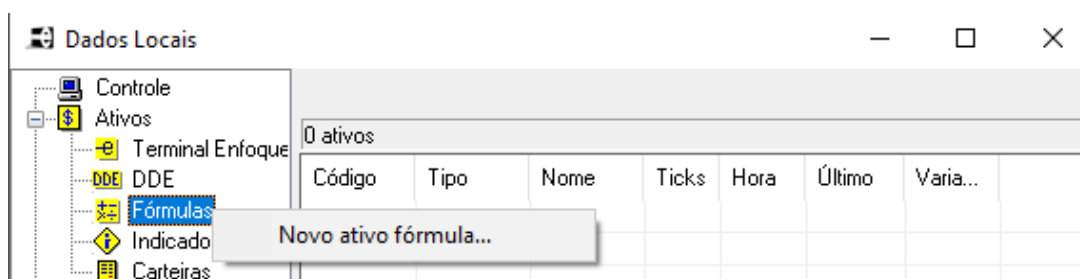 Dados Locais
Controle
Ativos
0 ativos
Terminal Enfoque
DDE DDE
Código Tipo Nome Ticks Hora Último Varia...
Fórmulas
Novo ativo fórmula...
Indicado
Carteiras